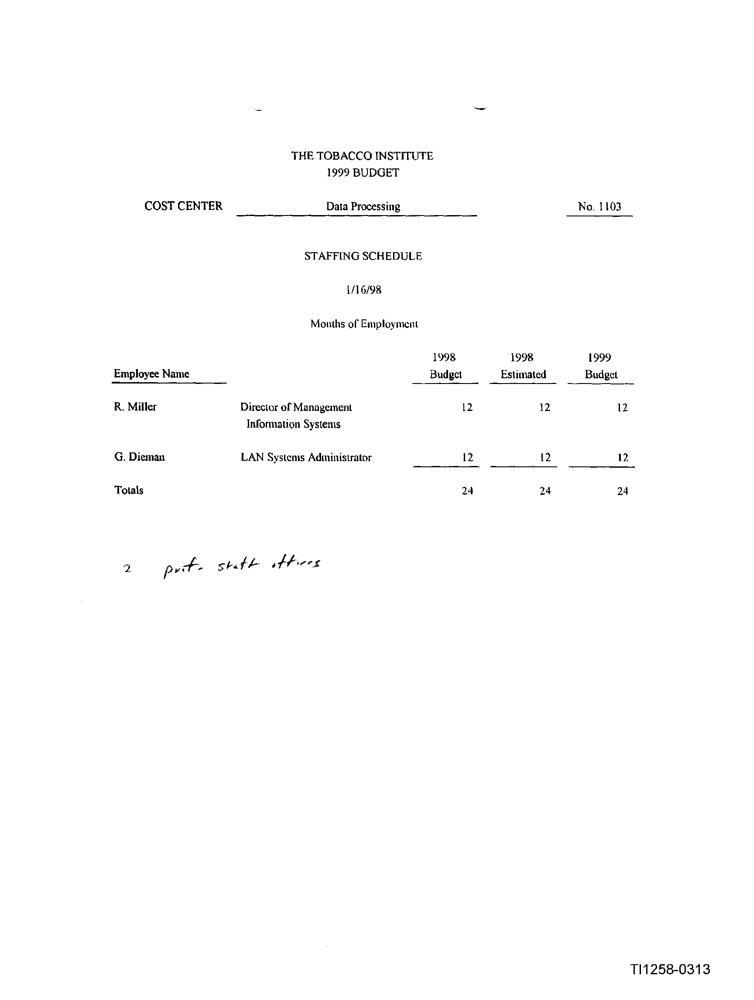 THE TOBACCO INSTITUTE
1999 BUDGET
COST CENTER Data Processing No. 1103
STAFFING SCHEDULE
1/16/98
Months of Employment
1998 1998 1999
Employee Name Budget Estimated Budget
R. Miller Director of Management 12 12 12
Information Systems
G. Dieman LAN Systems Administrator 12 12 12
Totals 24 24 24
2 prof. staff offices
TI1258-0313